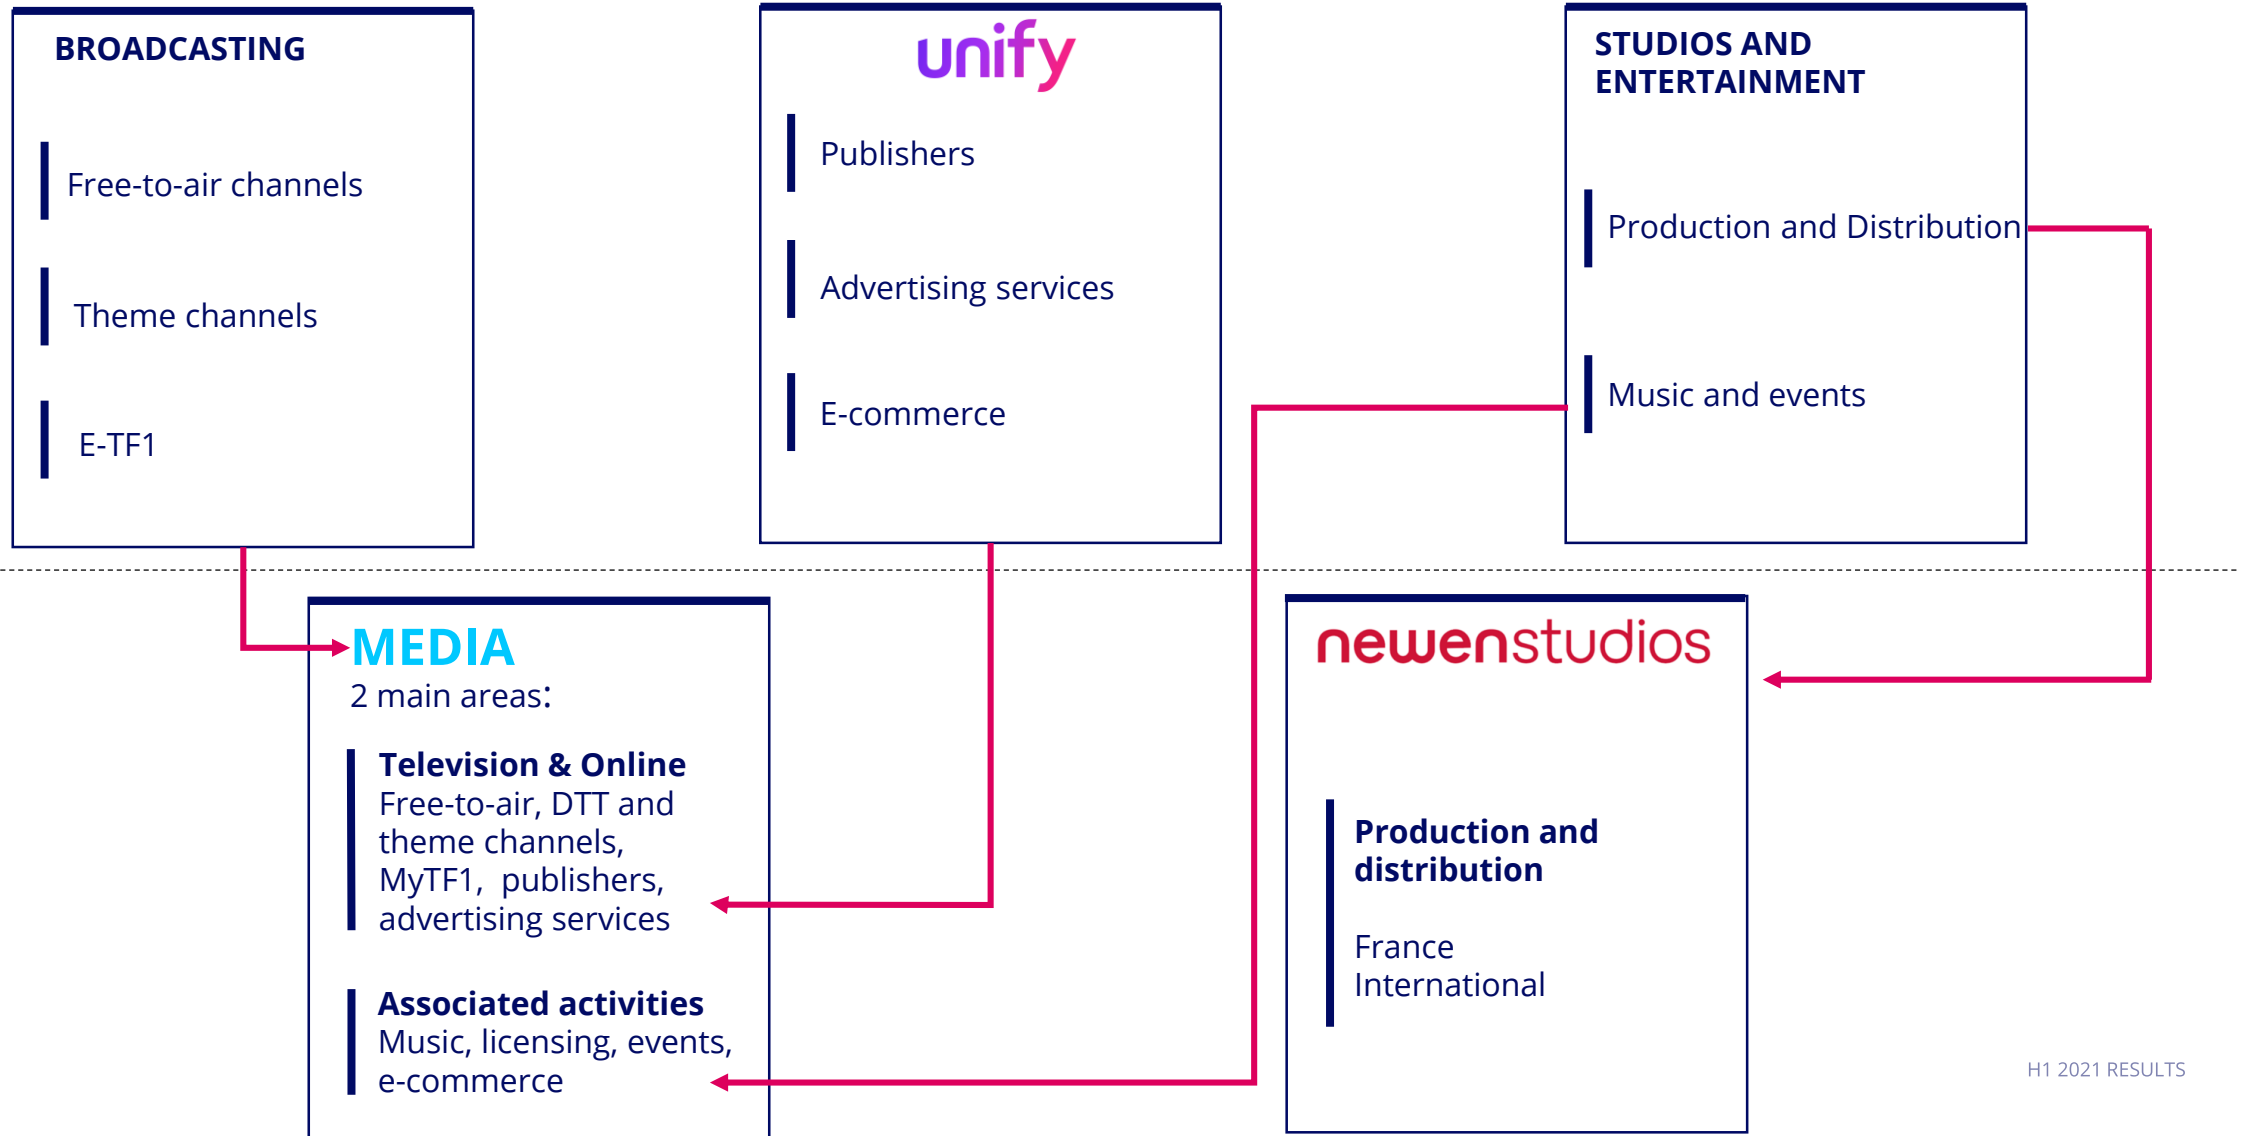 BROADCASTING
Free-to-air channels
Theme channels
E-TF1
unify
Publishers
Advertising services
E-commerce
STUDIOS AND
ENTERTAINMENT
Production and Distribution
Music and events
MEDIA
2 main areas:
Television & Online
Free-to-air, DTT and
theme channels,
MyTF1, publishers,
advertising services
Associated activities
Music, licensing, events,
e-commerce
newenstudios
Production and
distribution
France
International
H1 2021 RESULTS